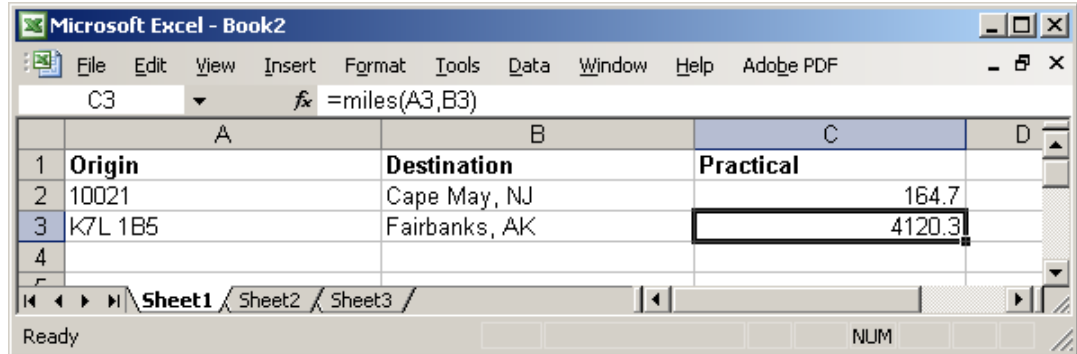 Microsoft Excel - Book2
File Edit View Insert Format Tools Data Window Help Adobe PDF
C3 fx =miles(A3,B3)
A B C D
1 Origin Destination Practical
2 10021 Cape May, NJ 164.7
3 K7L 1B5 Fairbanks, AK 4120.3
4
Sheet1 Sheet2 Sheet3
Ready NUM